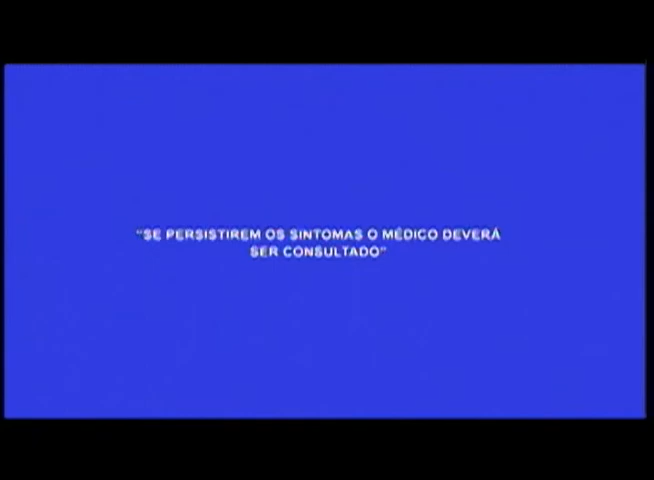 "SE PERSISTIREM OS SINTOMAS O MÉDICO DEVERÁ
SER CONSULTADO"